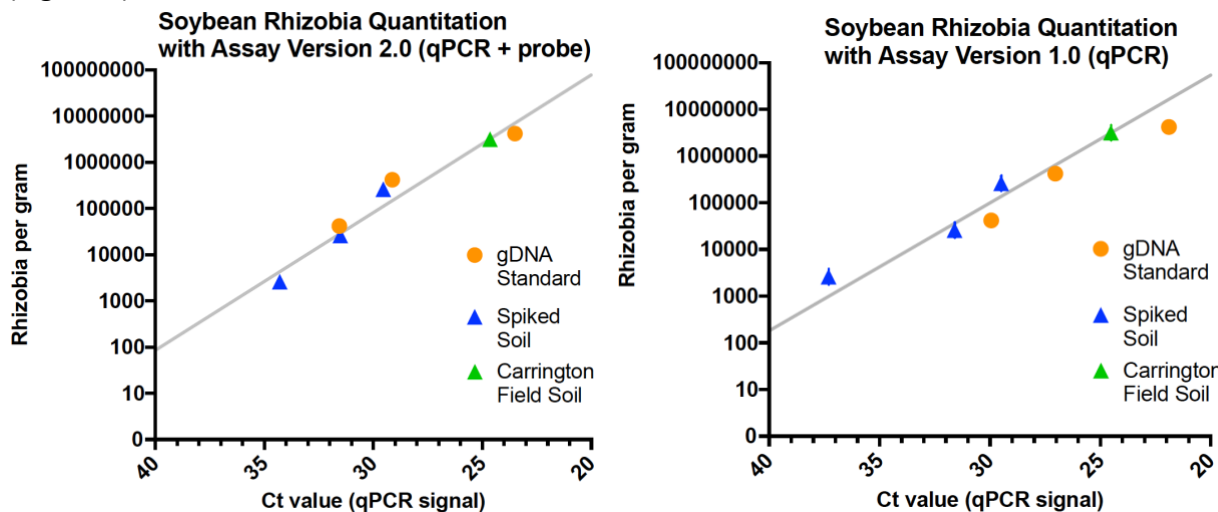 Soybean Rhizobia Quantitation
with Assay Version 2.0 (qPCR + probe)
100000000
10000000
1000000
100000
10000
1000
100
10
0
Rhizobia per gram
gDNA
Standard
Spiked
Soil
Carrington
Field Soil
40
35
30
25
20
Ct value (qPCR signal)
Soybean Rhizobia Quantitation
with Assay Version 1.0 (qPCR)
100000000
10000000
1000000
100000
10000
1000
100
10
0
Rhizobia per gram
gDNA
Standard
Spiked
Soil
Carrington
Field Soil
40
35
30
25
20
Ct value (qPCR signal)